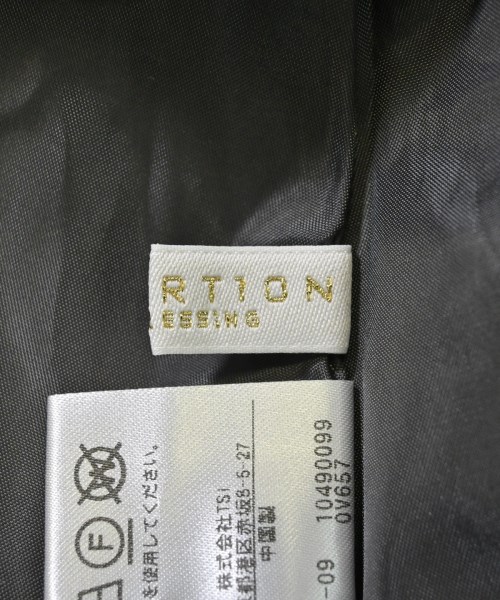 RTION
ESSING
を使用してください。
株式会社TSI
都港区赤坂8-5-27
中国製
10490099
-09 0V657
W
F
A